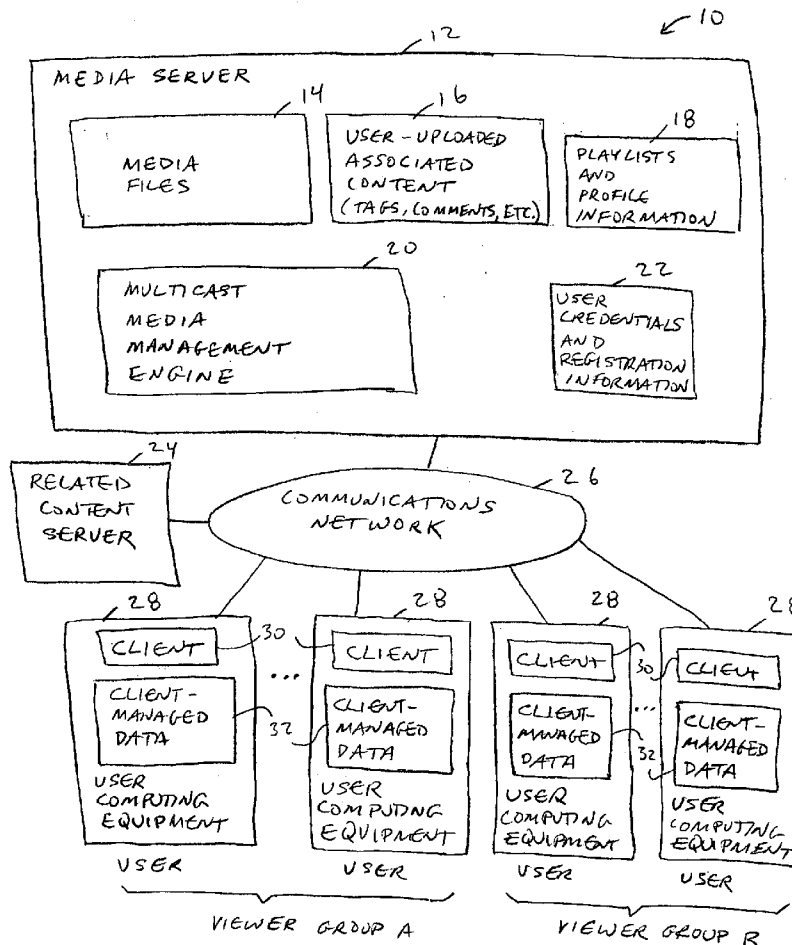 10
12
MEDIA SERVER
14
MEDIA
FILES
16
USER-UPLOADED
ASSOCIATED
CONTENT
(TAGS, COMMENTS, ETC.)
18
PLAYLISTS
AND
PROFILE
INFORMATION
20
MULTICAST
MEDIA
MANAGEMENT
ENGINE
22
USER
CREDENTIALS
AND
REGISTRATION
INFORMATION
24
RELATED
CONTENT
SERVER
26
COMMUNICATIONS
NETWORK
28
CLIENT
30
CLIENT-
MANAGED
DATA
32
USER
COMPUTING
EQUIPMENT
USER
...
28
CLIENT
CLIENT-
MANAGED
DATA
USER
COMPUTING
EQUIPMENT
USER
28
CLIENT
30
CLIENT-
MANAGED
DATA
32
USER
COMPUTING
EQUIPMENT
USER
...
28
CLIENT
CLIENT-
MANAGED
DATA
USER
COMPUTING
EQUIPMENT
USER
VIEWER GROUP A
VIEWER GROUP B